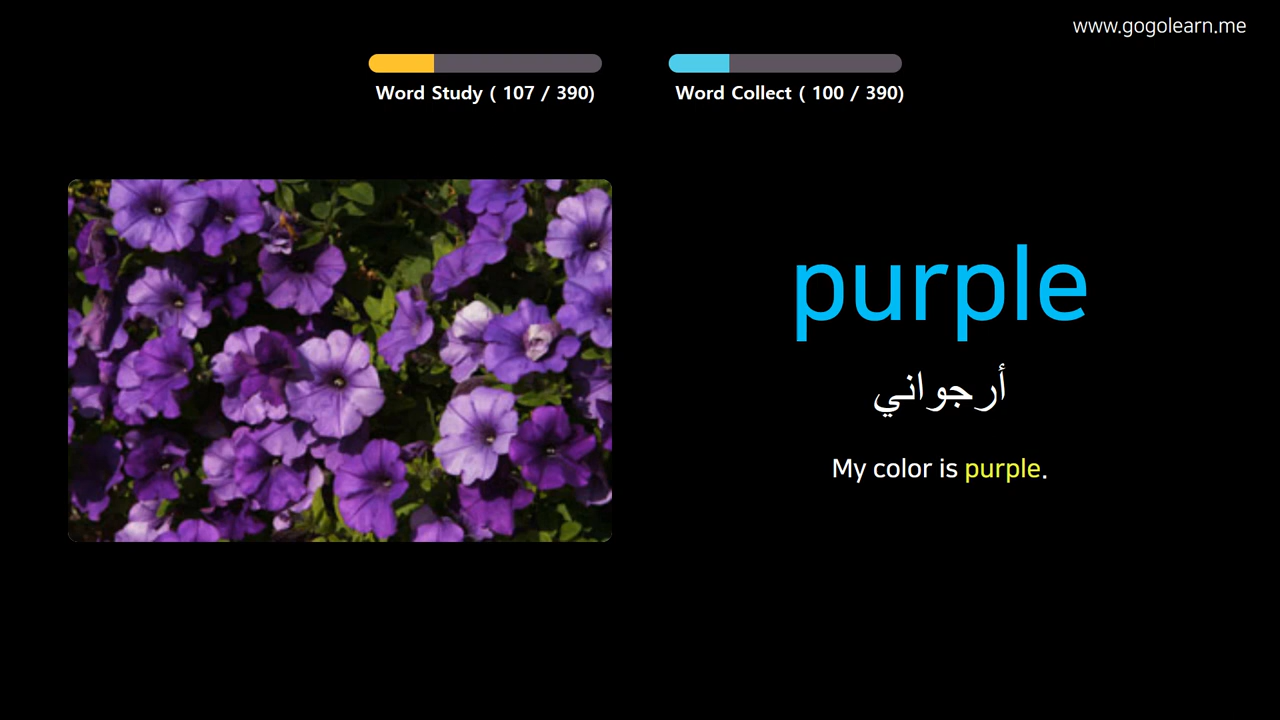 www.gogolearn.me
Word Study ( 107 / 390)
Word Collect ( 100 / 390)
purple
أرجواني
My color is purple.